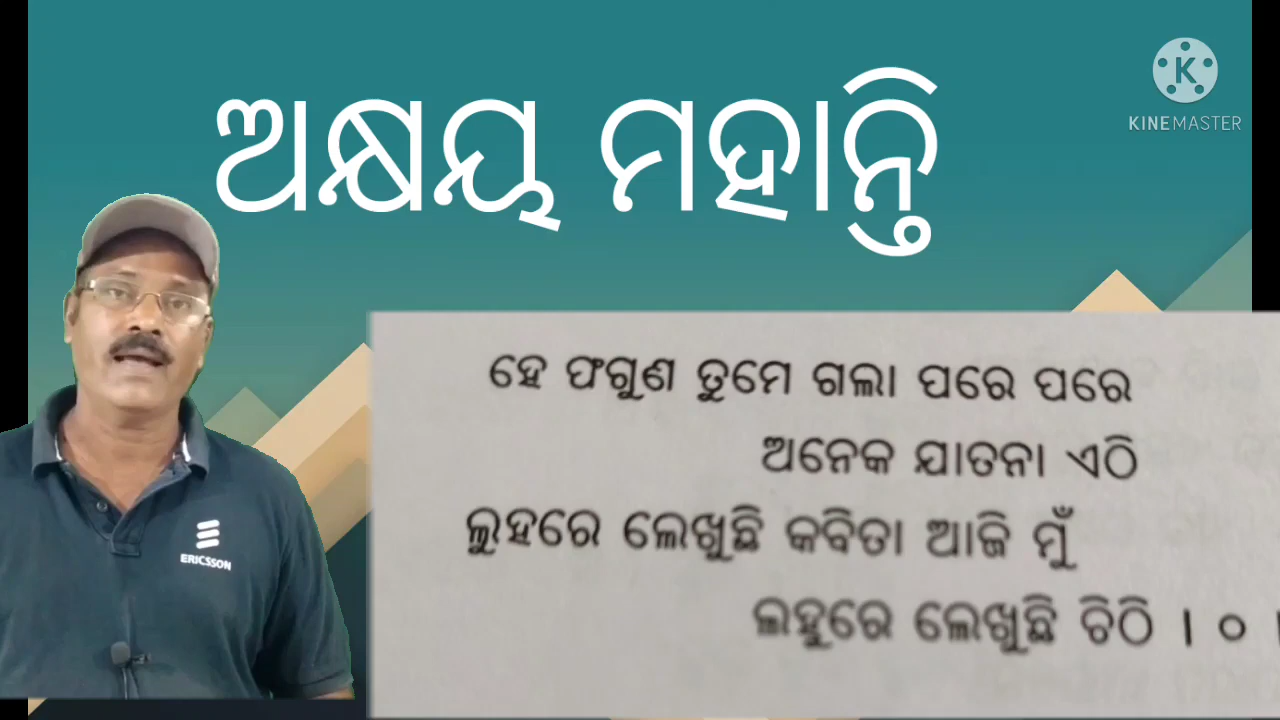 ଅକ୍ଷୟ ମହାନ୍ତି
KINEMASTER
ହେ ଫଗୁଣ ତୁମେ ଗଲା ପରେ ପରେ
ଅନେକ ଯାତନା ଏଠି
ଲୁହରେ ଲେଖୁଛି କବିତା ଆଜି ମୁଁ
ଲହୁରେ ଲେଖୁଛି ଚିଠି । ୦ ।
ERICSSON